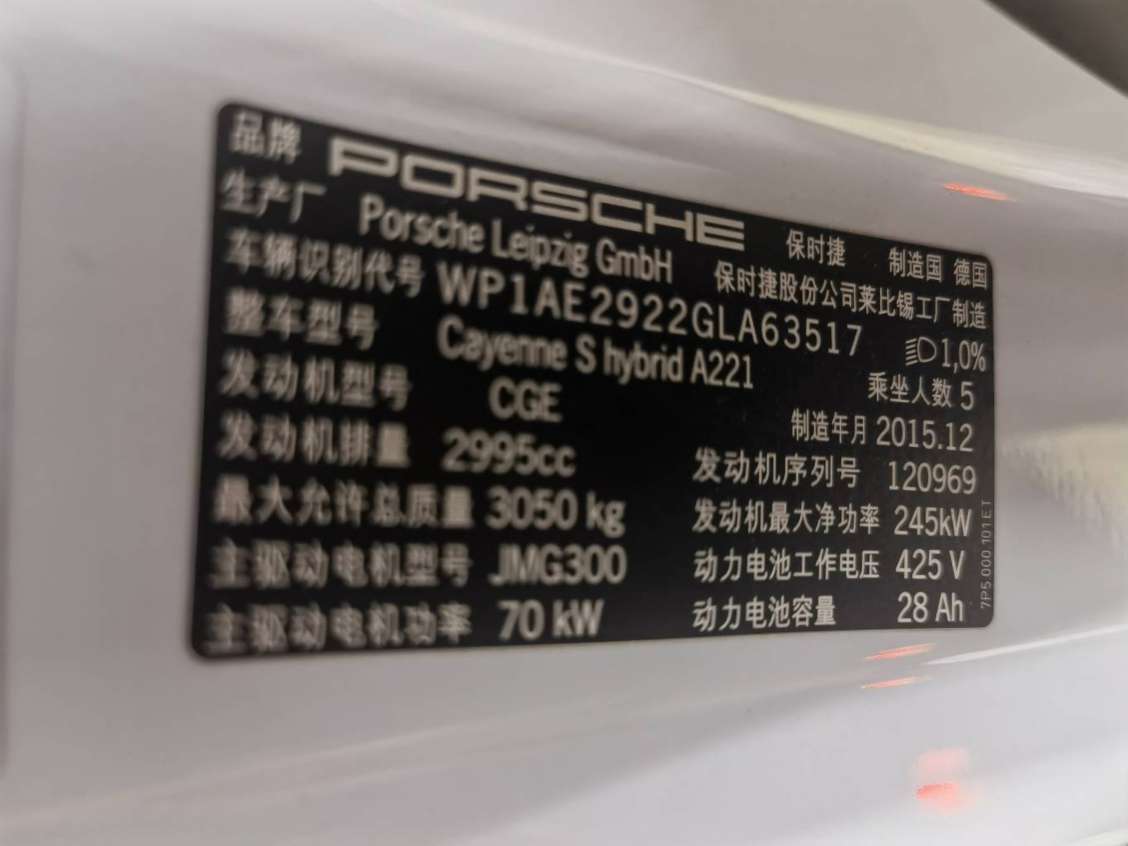 品牌 PORSCHE 保时捷 制造国 德国
生产厂 Porsche Leipzig GmbH 保时捷股份公司莱比锡工厂制造
车辆识别代号 WP1AE2922GLA63517 1,0%
整车型号 Cayenne S hybrid A221 乘坐人数 5
发动机型号 CGE 制造年月 2015.12
发动机排量 2995cc 发动机序列号 120969
最大允许总质量 3050 kg 发动机最大净功率 245kW
主驱动电机型号 JMG300 动力电池工作电压 425 V
主驱动电机功率 70 kW 动力电池容量 28 Ah
7P5.000.101.ET